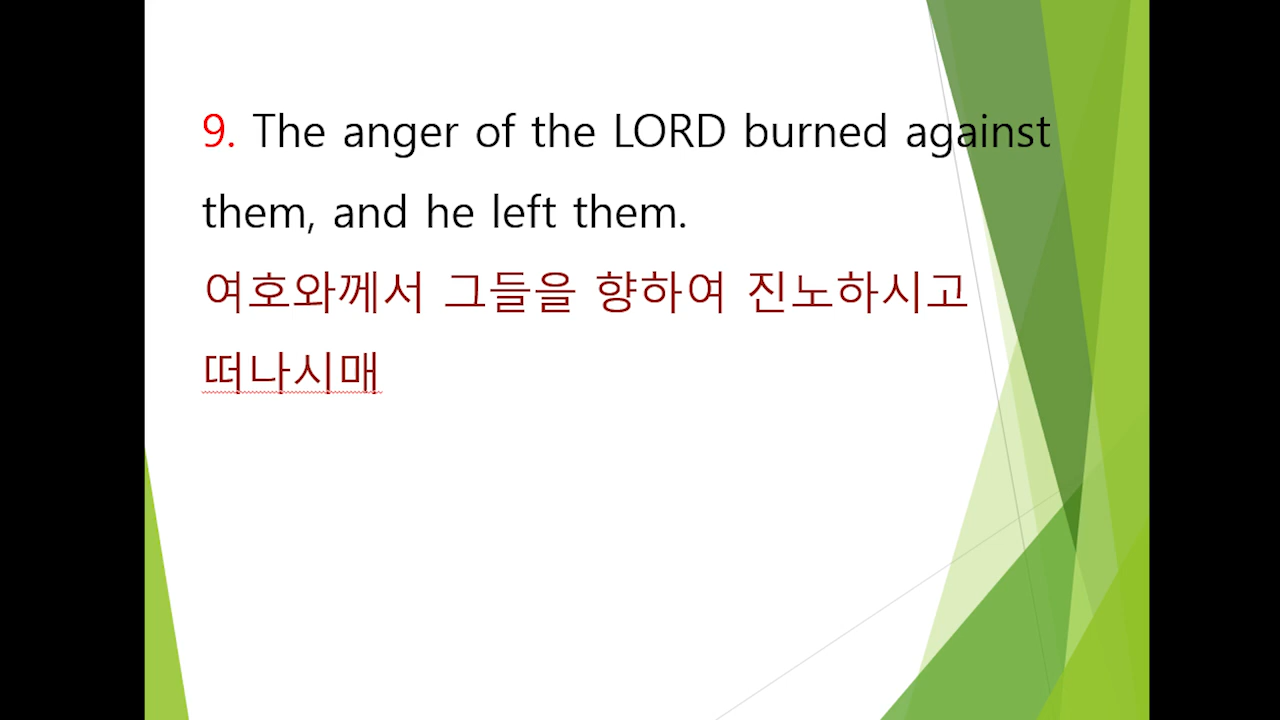 9. The anger of the LORD burned against
them, and he left them.
여호와께서 그들을 향하여 진노하시고
떠나시매